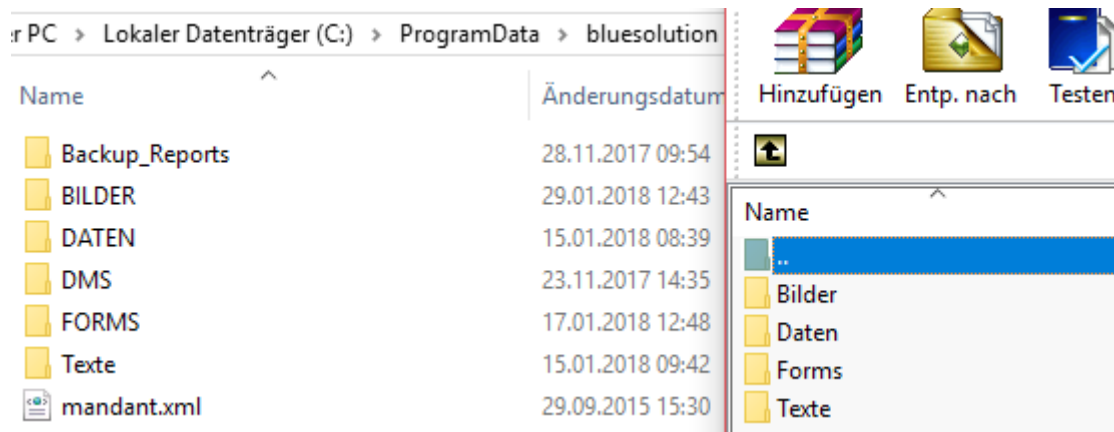 r PC > Lokaler Datenträger (C:) > ProgramData > bluesolution
Name Änderungsdatum
Backup_Reports 28.11.2017 09:54
BILDER 29.01.2018 12:43
DATEN 15.01.2018 08:39
DMS 23.11.2017 14:35
FORMS 17.01.2018 12:48
Texte 15.01.2018 09:42
mandant.xml 29.09.2015 15:30
Hinzufügen Entp. nach Testen
Name
..
Bilder
Daten
Forms
Texte